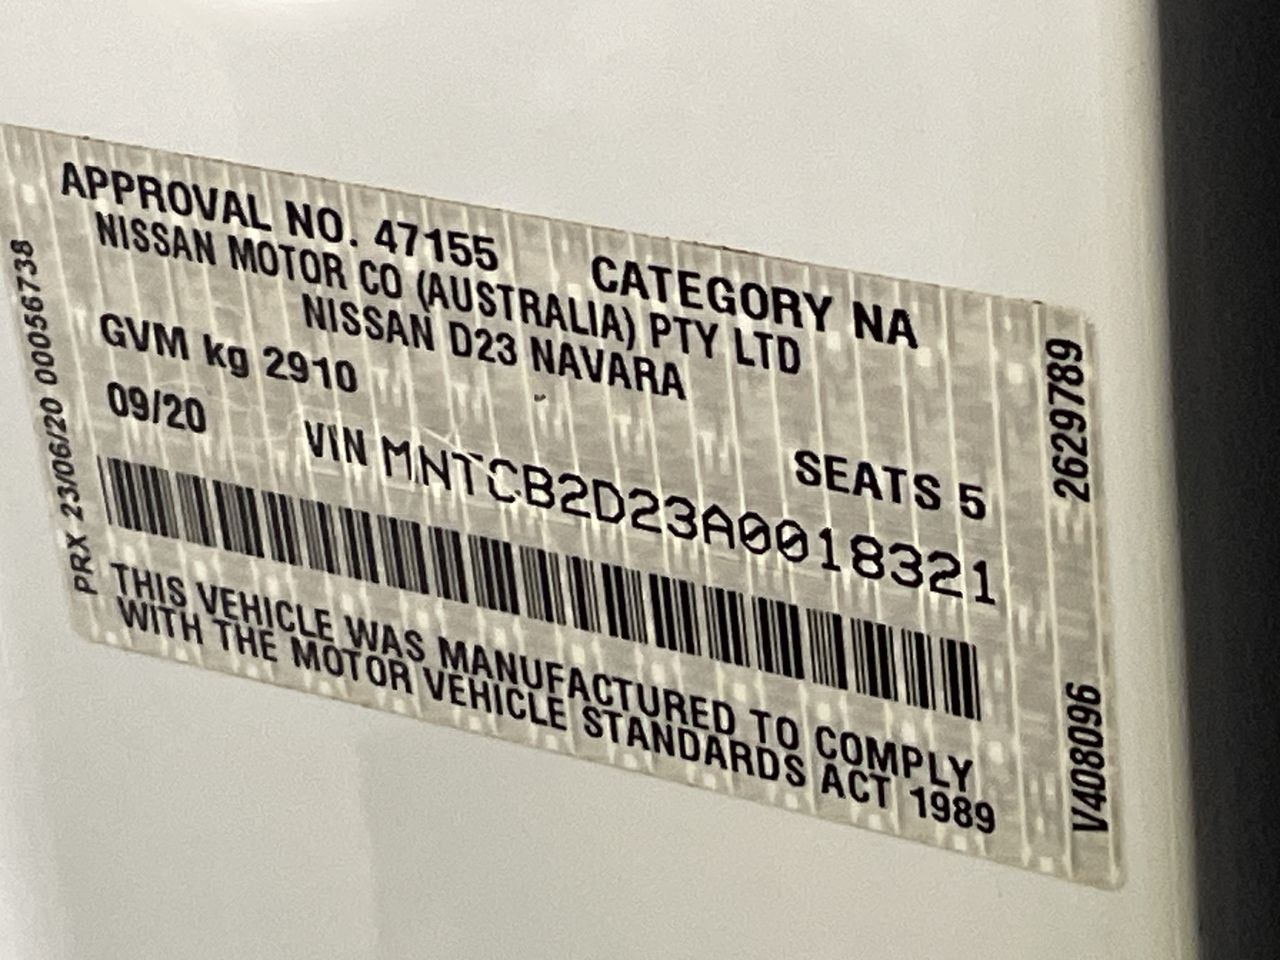 APPROVAL NO. 47155 CATEGORY NA
NISSAN MOTOR CO (AUSTRALIA) PTY LTD
NISSAN D23 NAVARA
GVM kg 2910 SEATS 5
09/20 VIN MNTCB2D23A0018321
THIS VEHICLE WAS MANUFACTURED TO COMPLY
WITH THE MOTOR VEHICLE STANDARDS ACT 1989
PRX 23/06/20 00056738
2629789
V408096